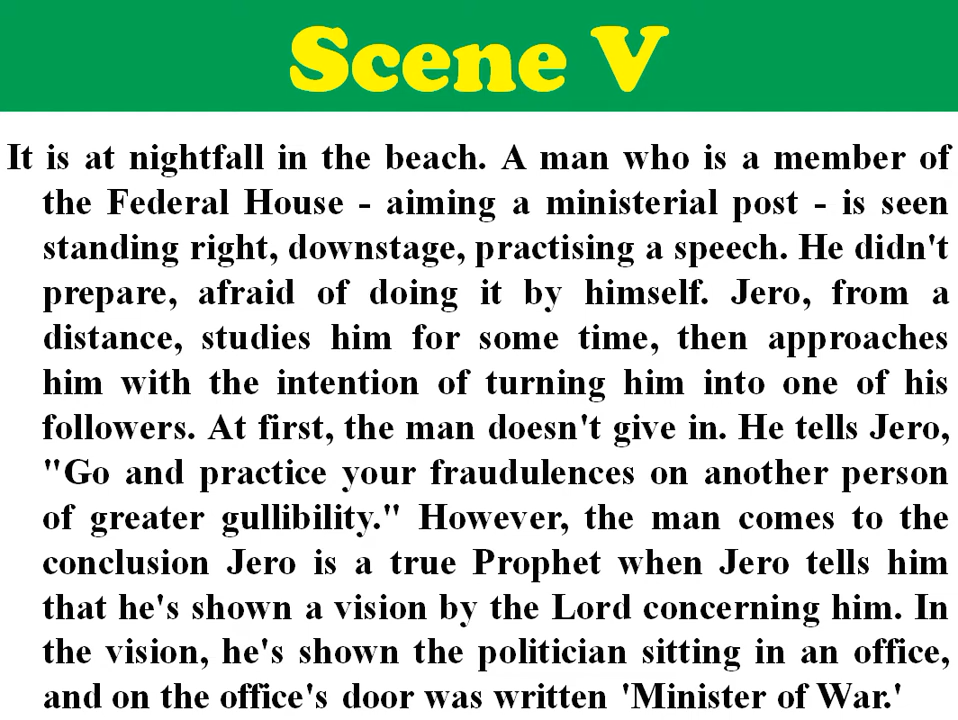 Scene V
It is at nightfall in the beach. A man who is a member of
the Federal House - aiming a ministerial post - is seen
standing right, downstage, practising a speech. He didn't
prepare, afraid of doing it by himself. Jero, from a
distance, studies him for some time, then approaches
him with the intention of turning him into one of his
followers. At first, the man doesn't give in. He tells Jero,
"Go and practice your fraudulences on another person
of greater gullibility." However, the man comes to the
conclusion Jero is a true Prophet when Jero tells him
that he's shown a vision by the Lord concerning him. In
the vision, he's shown the politician sitting in an office,
and on the office's door was written 'Minister of War.'